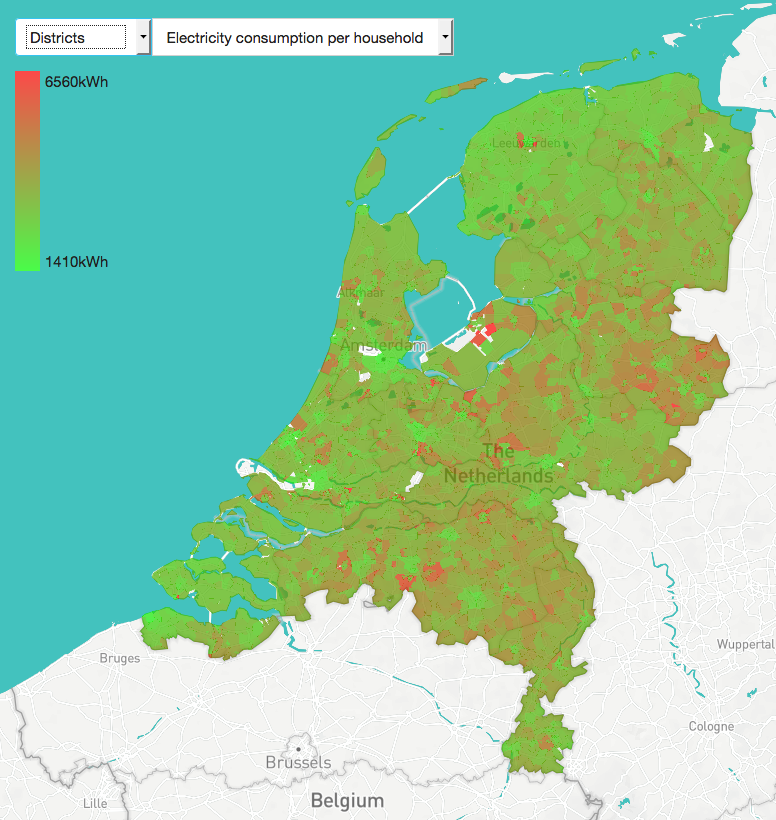 Districts
Electricity consumption per household
6560kWh
1410kWh
Leeuwarden
Alkmaar
Amsterdam
The
Netherlands
Bruges
Wuppertal
Cologne
Brussels
Lille
Belgium